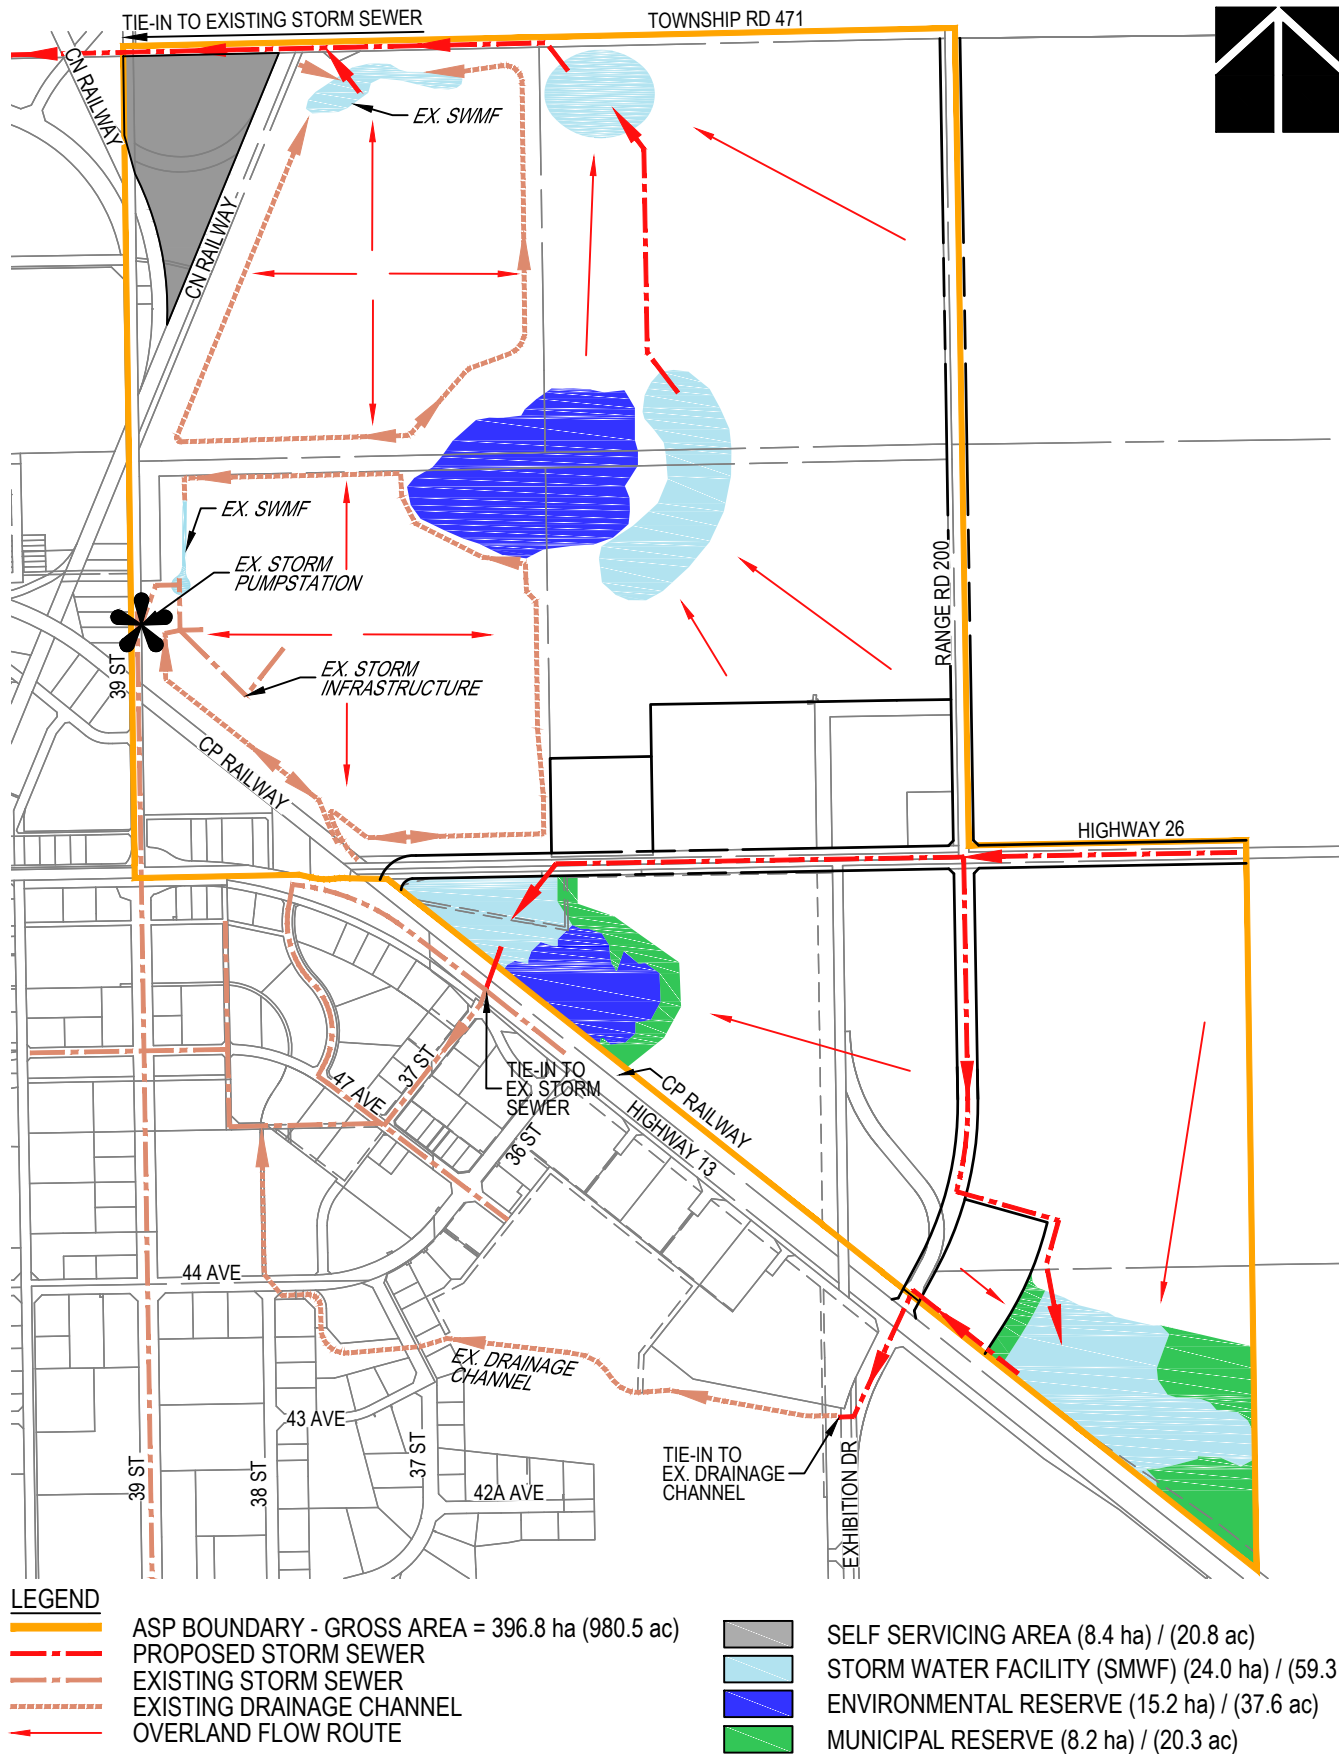 TIE-IN TO EXISTING STORM SEWER
TOWNSHIP RD 471
CN RAILWAY
EX. SWMF
CN RAILWAY
EX. SWMF
EX. STORM
PUMPSTATION
RANGE RD 200
39 ST
EX. STORM
INFRASTRUCTURE
CP RAILWAY
HIGHWAY 26
TIE-IN TO
EX. STORM
SEWER
37 ST
47 AVE
CP RAILWAY
HIGHWAY 13
36 ST
44 AVE
EX. DRAINAGE
CHANNEL
43 AVE
39 ST
38 ST
37 ST
42A AVE
TIE-IN TO
EX. DRAINAGE
CHANNEL
EXHIBITION DR
LEGEND
ASP BOUNDARY - GROSS AREA = 396.8 ha (980.5 ac)
PROPOSED STORM SEWER
EXISTING STORM SEWER
EXISTING DRAINAGE CHANNEL
OVERLAND FLOW ROUTE
SELF SERVICING AREA (8.4 ha) / (20.8 ac)
STORM WATER FACILITY (SMWF) (24.0 ha) / (59.3
ENVIRONMENTAL RESERVE (15.2 ha) / (37.6 ac)
MUNICIPAL RESERVE (8.2 ha) / (20.3 ac)